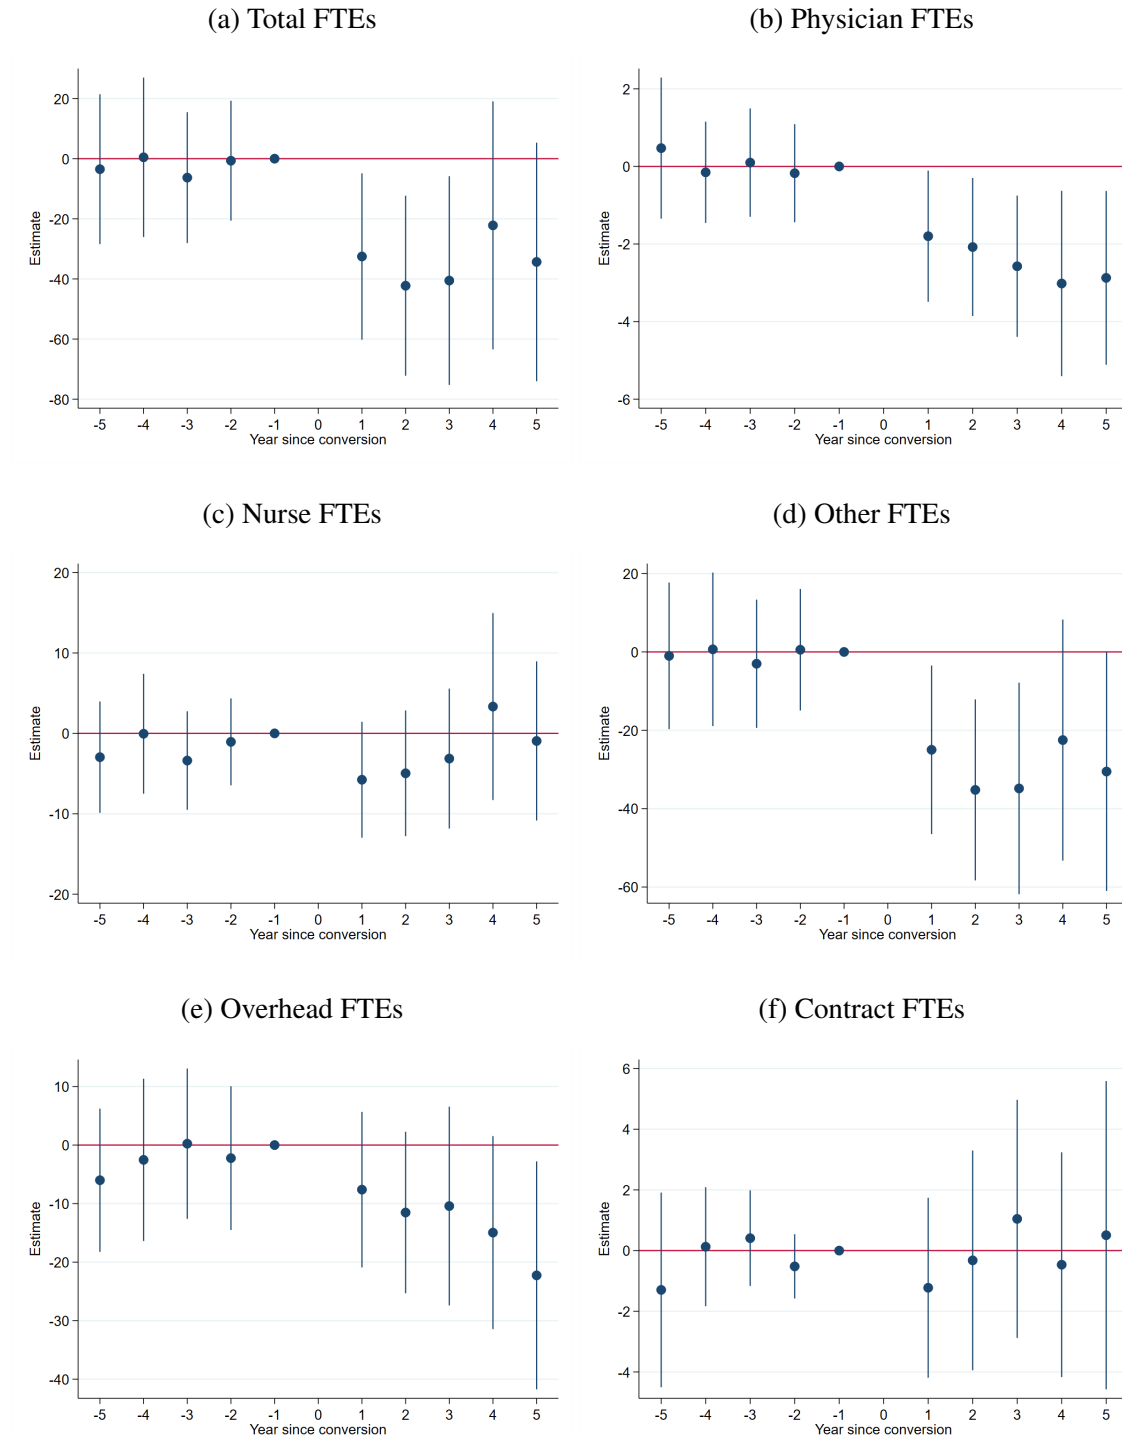 (a) Total FTEs
20
0
-20
-40
-60
-80
Estimate
-5 -4 -3 -2 -1 0 1 2 3 4 5
Year since conversion
(b) Physician FTEs
2
0
-2
-4
-6
Estimate
-5 -4 -3 -2 -1 0 1 2 3 4 5
Year since conversion
(c) Nurse FTEs
20
10
0
-10
-20
Estimate
-5 -4 -3 -2 -1 0 1 2 3 4 5
Year since conversion
(d) Other FTEs
20
0
-20
-40
-60
Estimate
-5 -4 -3 -2 -1 0 1 2 3 4 5
Year since conversion
(e) Overhead FTEs
10
0
-10
-20
-30
-40
Estimate
-5 -4 -3 -2 -1 0 1 2 3 4 5
Year since conversion
(f) Contract FTEs
6
4
2
0
-2
-4
Estimate
-5 -4 -3 -2 -1 0 1 2 3 4 5
Year since conversion